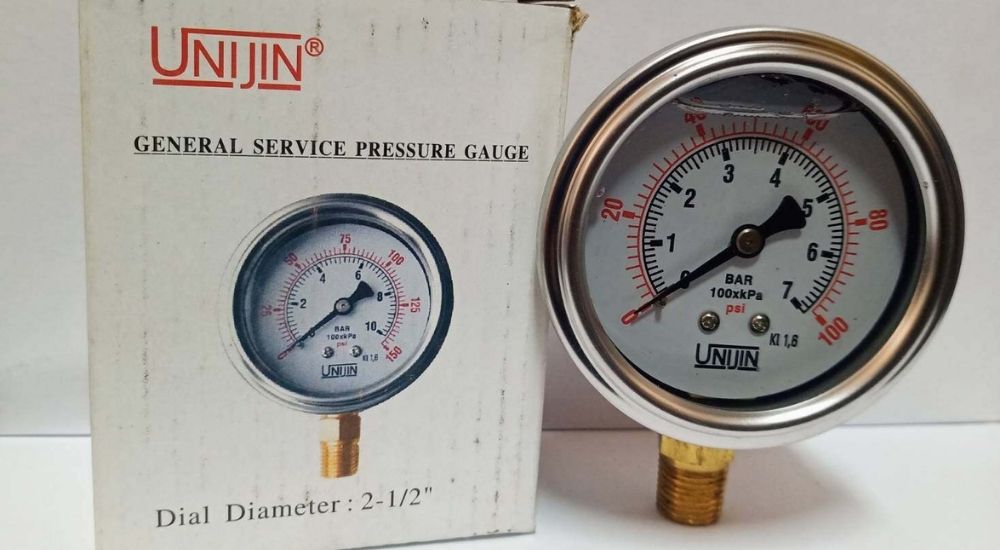 UNIJIN®
GENERAL SERVICE PRESSURE GAUGE
25 50 75 100 125 150
0 2 4 6 8 10
BAR
100xkPa
psi
KI 1,6
UNIJIN
Dial Diameter : 2-1/2"
0 20 40 60 80 100
0 1 2 3 4 5 6 7
BAR
100xkPa
psi
KI 1,6
UNIJIN